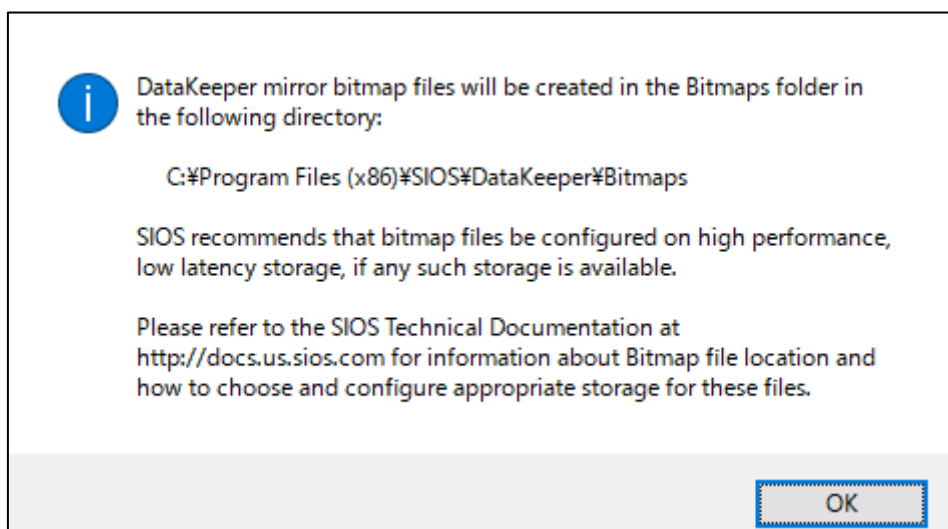 DataKeeper mirror bitmap files will be created in the Bitmaps folder in
the following directory:
C:¥Program Files (x86)¥SIOS¥DataKeeper¥Bitmaps
SIOS recommends that bitmap files be configured on high performance,
low latency storage, if any such storage is available.
Please refer to the SIOS Technical Documentation at
http://docs.us.sios.com for information about Bitmap file location and
how to choose and configure appropriate storage for these files.
OK